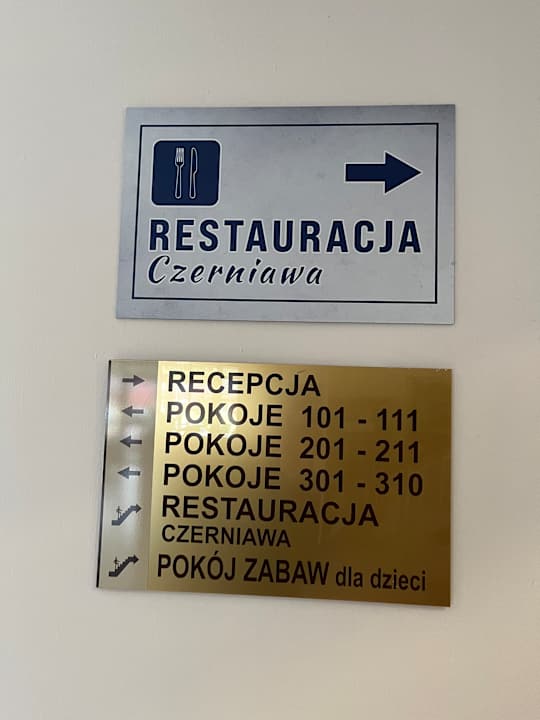 RESTAURACJA
Czerniawa
RECEPCJA
POKOJE 101 - 111
POKOJE 201 - 211
POKOJE 301 - 310
RESTAURACJA
CZERNIAWA
POKÓJ ZABAW dla dzieci